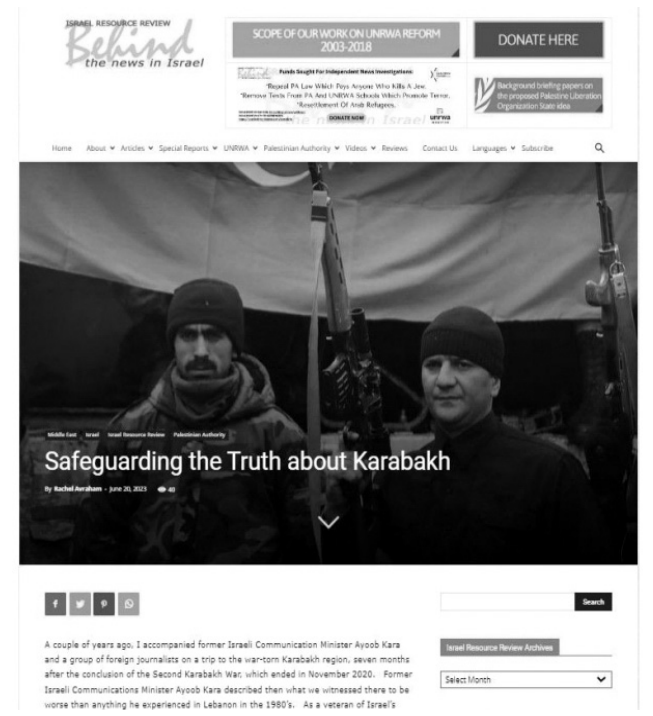 ISRAEL RESOURCE REVIEW
Behind
the news in Israel
SCOPE OF OUR WORK ON UNRWA REFORM
2003-2018
DONATE HERE
Funds Sought For Independent News Investigations:
"Repeal PA Law Which Pays Anyone Who Kills A Jew.
"Remove Texts From PA And UNRWA Schools Which Promote Terror.
"Resettlement Of Arab Refugees.
DONATE NOW
unrwa
Background briefing papers on
the proposed Palestine Liberation
Organization State idea
Home About Articles Special Reports UNRWA Palestinian Authority Videos Reviews Contact Us Languages Subscribe
Middle East Israel Israel Resource Review Palestinian Authority
Safeguarding the Truth about Karabakh
By Rachel Avraham - June 20, 2023 40
Search
A couple of years ago, I accompanied former Israeli Communication Minister Ayoob Kara
and a group of foreign journalists on a trip to the war-torn Karabakh region, seven months
after the conclusion of the Second Karabakh War, which ended in November 2020. Former
Israeli Communications Minister Ayoob Kara described then what we witnessed there to be
worse than anything he experienced in Lebanon in the 1980's. As a veteran of Israel's
Israel Resource Review Archives
Select Month